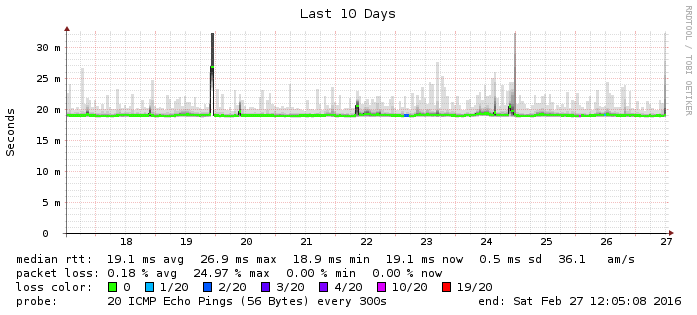 Last 10 Days
RRDTOOL / TOBI OETIKER
Seconds
30 m
25 m
20 m
15 m
10 m
5 m
0
18 19 20 21 22 23 24 25 26 27
median rtt: 19.1 ms avg 26.9 ms max 18.9 ms min 19.1 ms now 0.5 ms sd 36.1 am/s
packet loss: 0.18 % avg 24.97 % max 0.00 % min 0.00 % now
loss color: 0 1/20 2/20 3/20 4/20 10/20 19/20
probe: 20 ICMP Echo Pings (56 Bytes) every 300s end: Sat Feb 27 12:05:08 2016